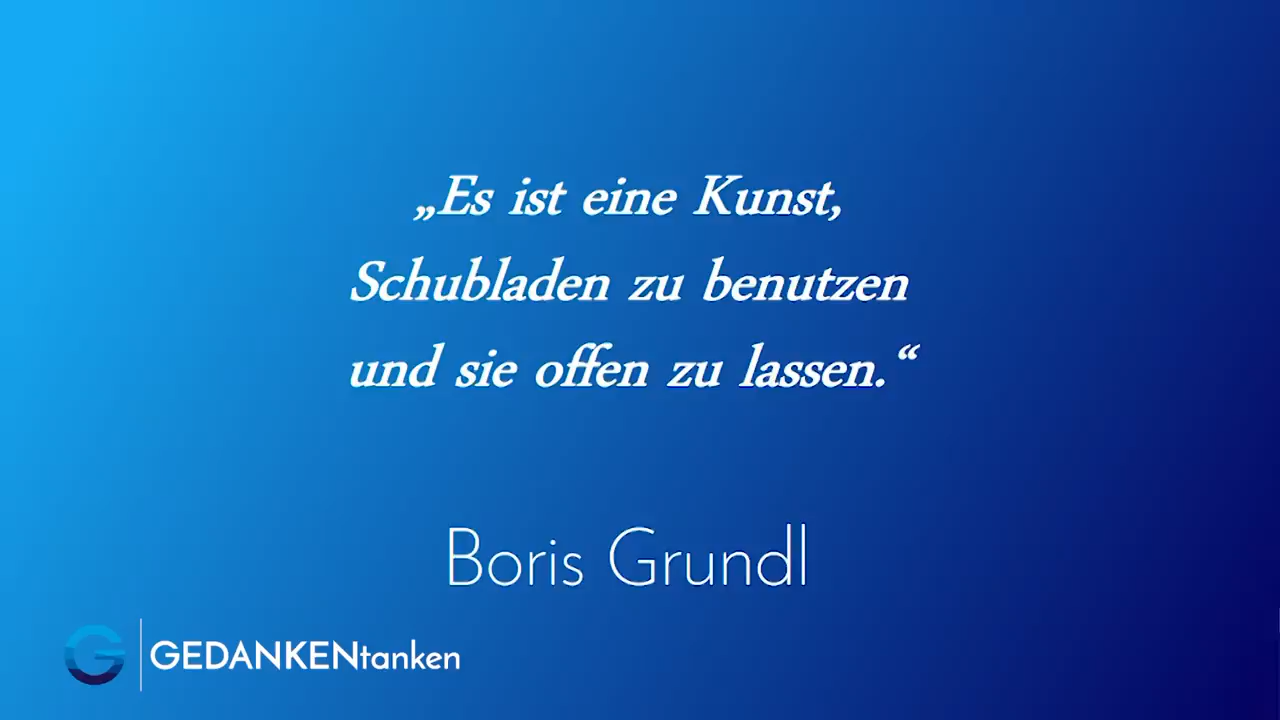 „Es ist eine Kunst,
Schubladen zu benutzen
und sie offen zu lassen.“
Boris Grundl
GEDANKENtanken